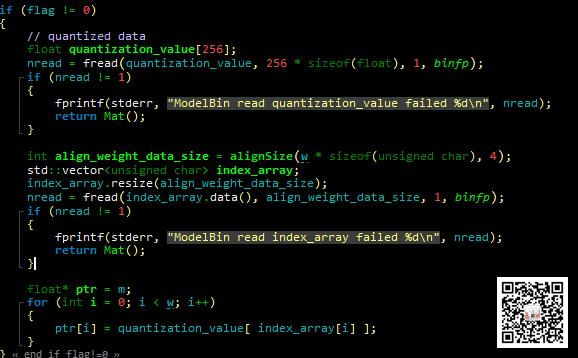 if (flag != 0)
{
// quantized data
float quantization_value[256];
nread = fread(quantization_value, 256 * sizeof(float), 1, binfp);
if (nread != 1)
{
fprintf(stderr, "ModelBin read quantization_value failed %d\n", nread);
return Mat();
}
int align_weight_data_size = alignSize(w * sizeof(unsigned char), 4);
std::vector<unsigned char> index_array;
index_array.resize(align_weight_data_size);
nread = fread(index_array.data(), align_weight_data_size, 1, binfp);
if (nread != 1)
{
fprintf(stderr, "ModelBin read index_array failed %d\n", nread);
return Mat();
}
float* ptr = m;
for (int i = 0; i < w; i++)
{
ptr[i] = quantization_value[ index_array[i] ];
}
} « end if flag!=0 »